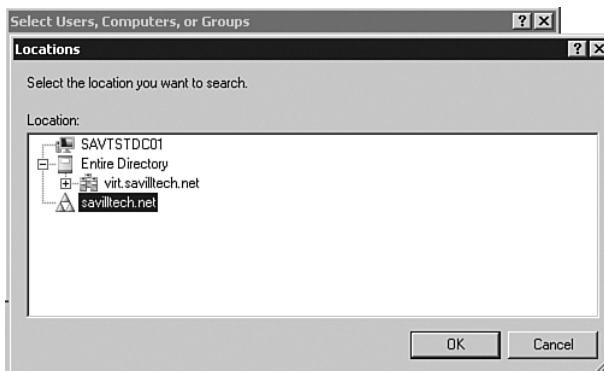 Select Users, Computers, or Groups
Locations
Select the location you want to search.
Location:
SAVTSTDC01
Entire Directory
virt.savilltech.net
savilltech.net
OK Cancel